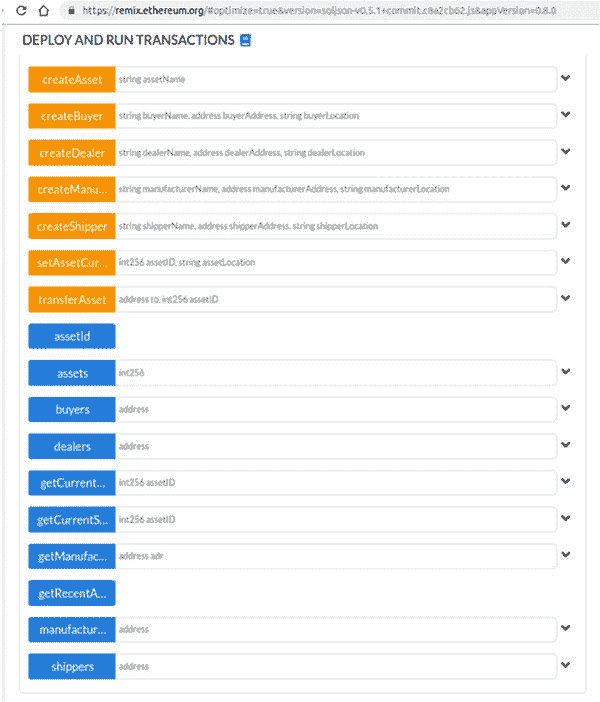 https://remix.ethereum.org/#optimize=true&version=soljson-v0.5.1+commit.c8a2cb62.js&appVersion=0.8.0
DEPLOY AND RUN TRANSACTIONS
createAsset string assetName
createBuyer string buyerName, address buyerAddress, string buyerLocation
createDealer string dealerName, address dealerAddress, string dealerLocation
createManu... string manufacturerName, address manufacturerAddress, string manufacturerLocation
createShipper string shipperName, address shipperAddress, string shipperLocation
setAssetCur... int256 assetID, string assetLocation
transferAsset address to, int256 assetID
assetId
assets int256
buyers address
dealers address
getCurrent... int256 assetID
getCurrentS... int256 assetID
getManufac... address adr
getRecentA...
manufactur... address
shippers address